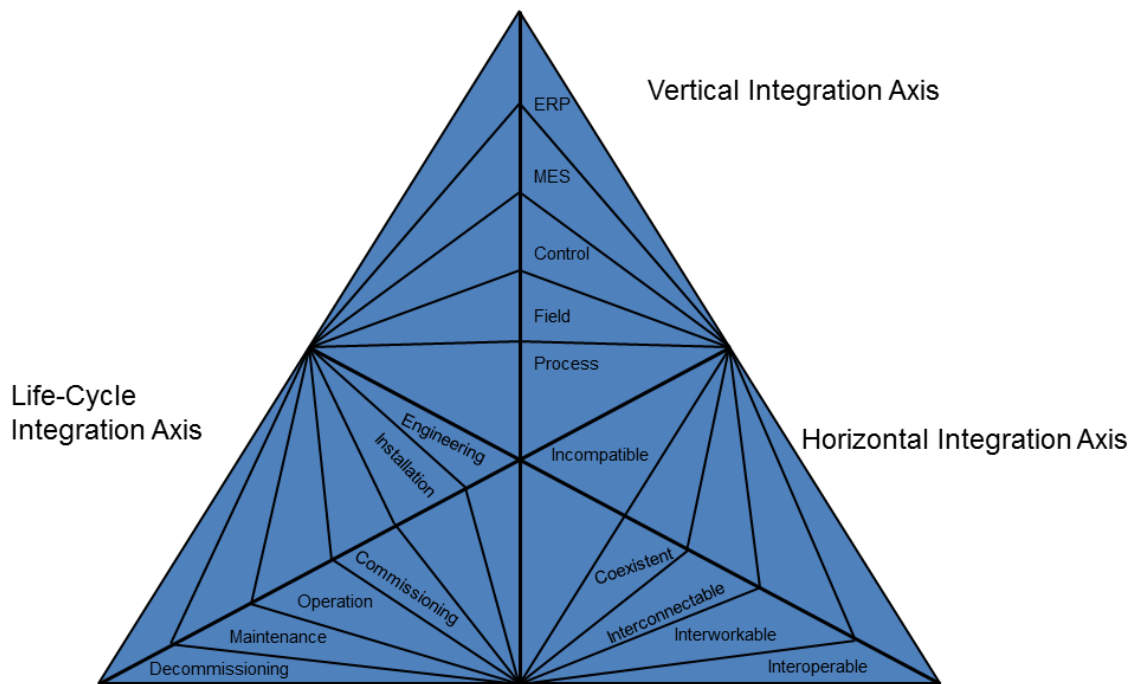 Vertical Integration Axis
ERP
MES
Control
Field
Process
Life-Cycle
Integration Axis
Horizontal Integration Axis
Engineering
Installation
Commissioning
Operation
Maintenance
Decommissioning
Incompatible
Coexistent
Interconnectable
Interworkable
Interoperable